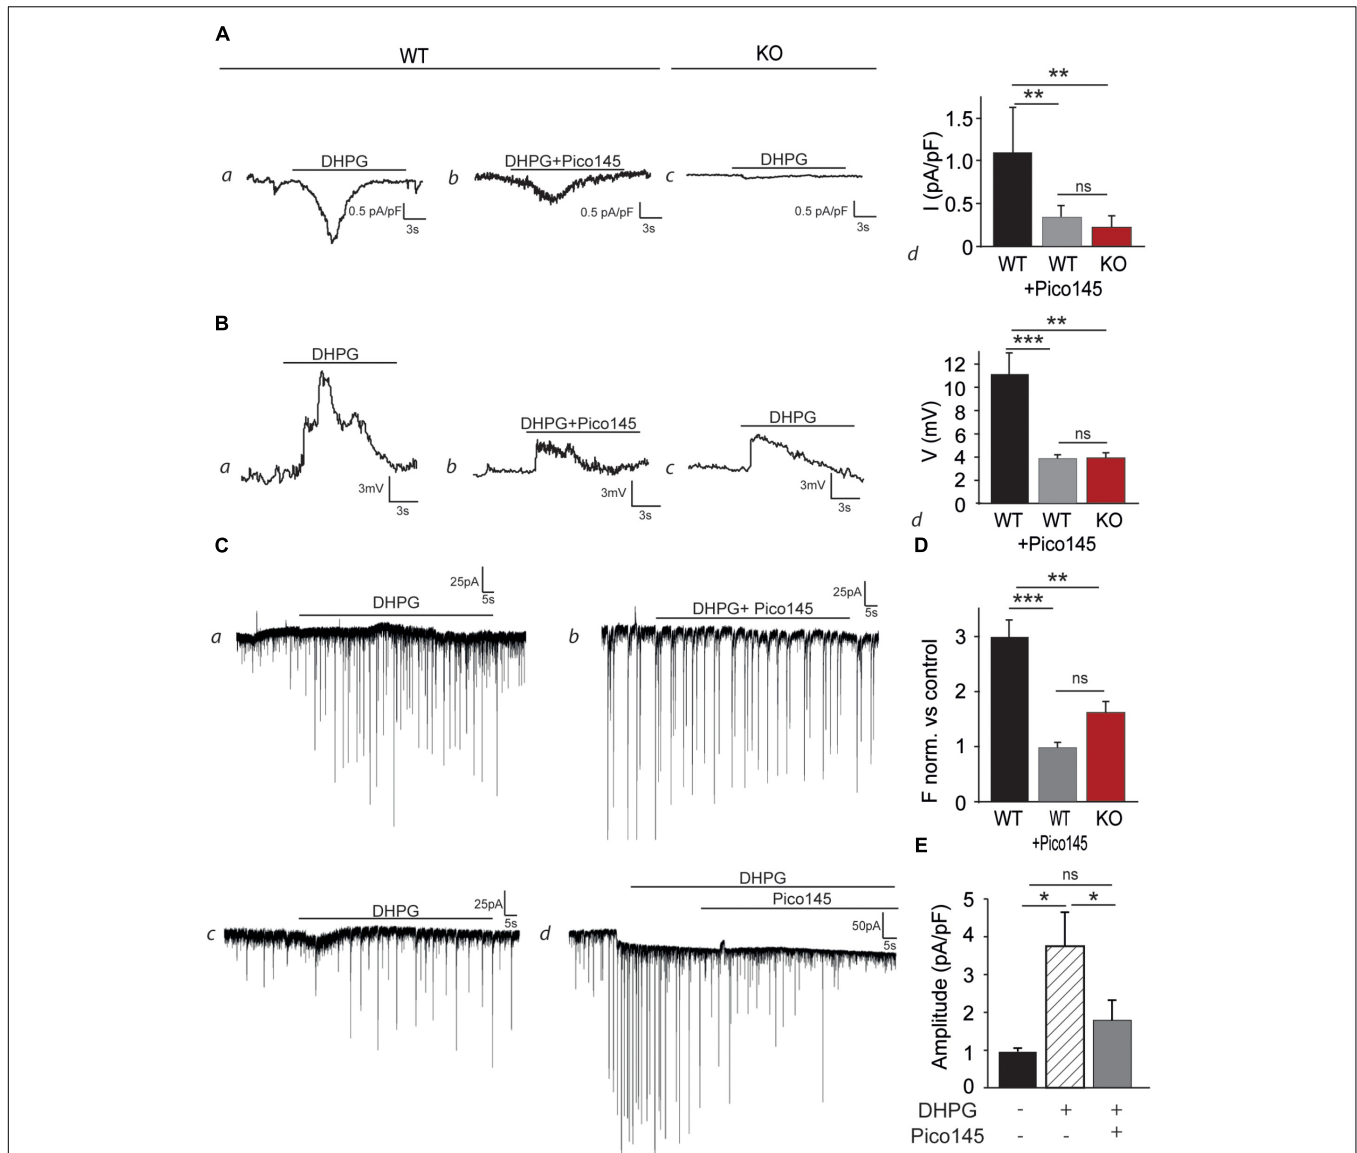 A
WT KO
a DHPG 0.5 pA/pF 3s
b DHPG+Pico145 0.5 pA/pF 3s
c DHPG 0.5 pA/pF 3s
d
I (pA/pF)
** **
ns
1.5
1.0
0.5
0
WT WT KO
+Pico145
B
a DHPG 3mV 3s
b DHPG+Pico145 3mV 3s
c DHPG 3mV 3s
d
V (mV)
**
***
ns
12
10
8
6
4
2
0
WT WT KO
+Pico145
C
a DHPG 25pA 5s
b DHPG+ Pico145 25pA 5s
c DHPG 25pA 5s
d DHPG
Pico145
50pA 5s
D
F norm. vs control
**
***
ns
3
2
1
0
WT WT KO
+Pico145
E
Amplitude (pA/pF)
ns
* *
5
4
3
2
1
0
DHPG - + +
Pico145 - - +